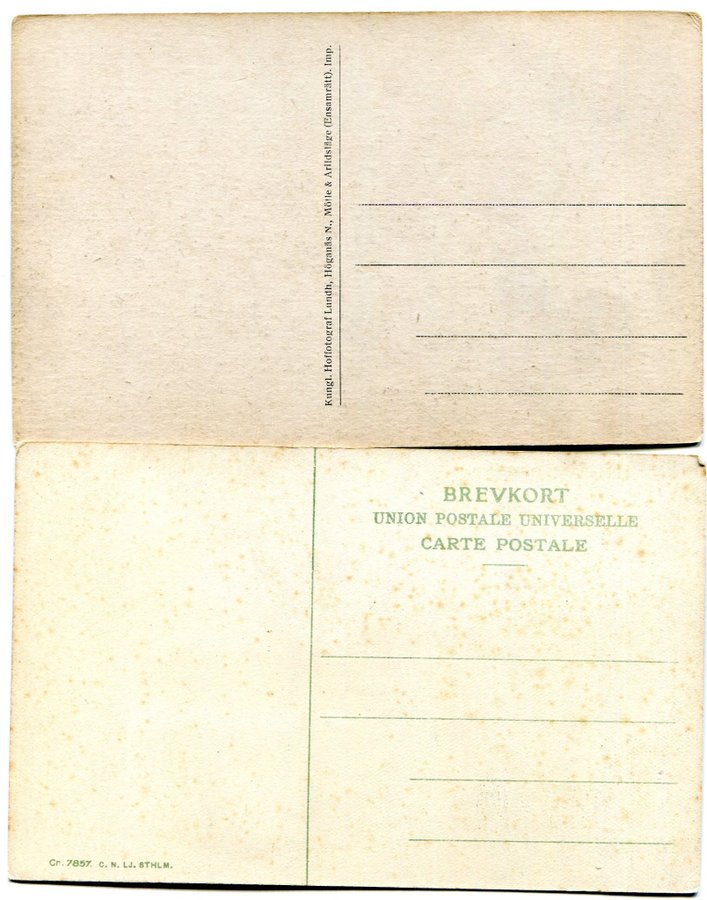 Kungl. Hoffotograf Lundh, Höganäs N., Mölle & Arildsläge (Ensamrätt). Imp.
BREVKORT
UNION POSTALE UNIVERSELLE
CARTE POSTALE
Cr. 7857. C. N. LJ. STHLM.